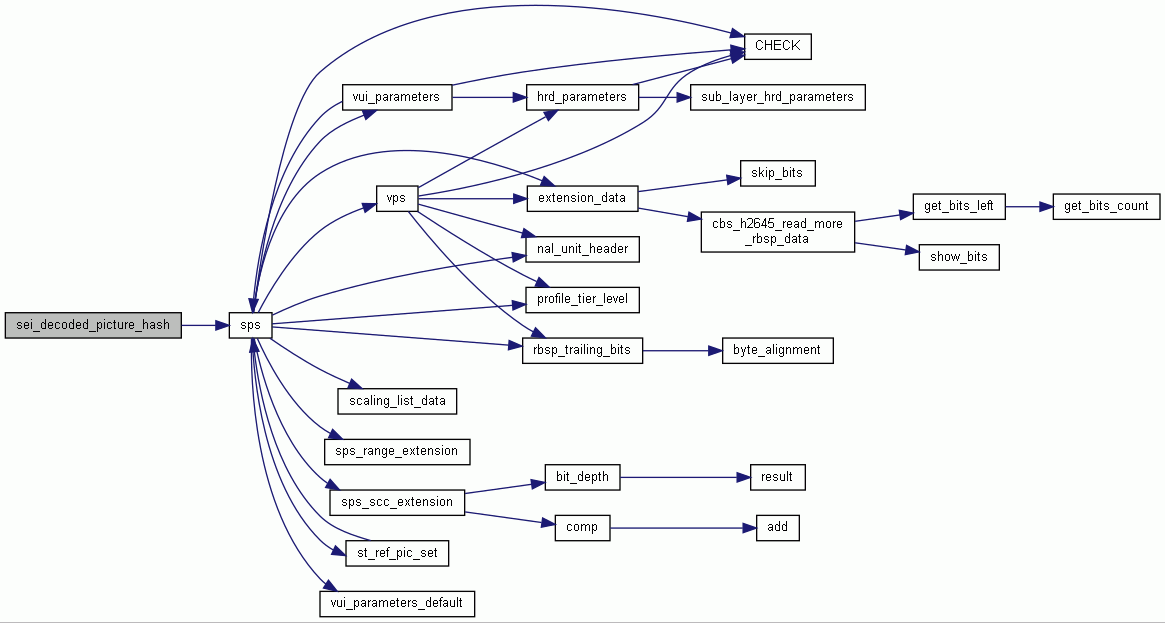 CHECK
vui_parameters
hrd_parameters
sub_layer_hrd_parameters
skip_bits
vps
extension_data
get_bits_left
get_bits_count
cbs_h2645_read_more
_rbsp_data
nal_unit_header
show_bits
profile_tier_level
sei_decoded_picture_hash
sps
rbsp_trailing_bits
byte_alignment
scaling_list_data
sps_range_extension
bit_depth
result
sps_scc_extension
comp
add
st_ref_pic_set
vui_parameters_default